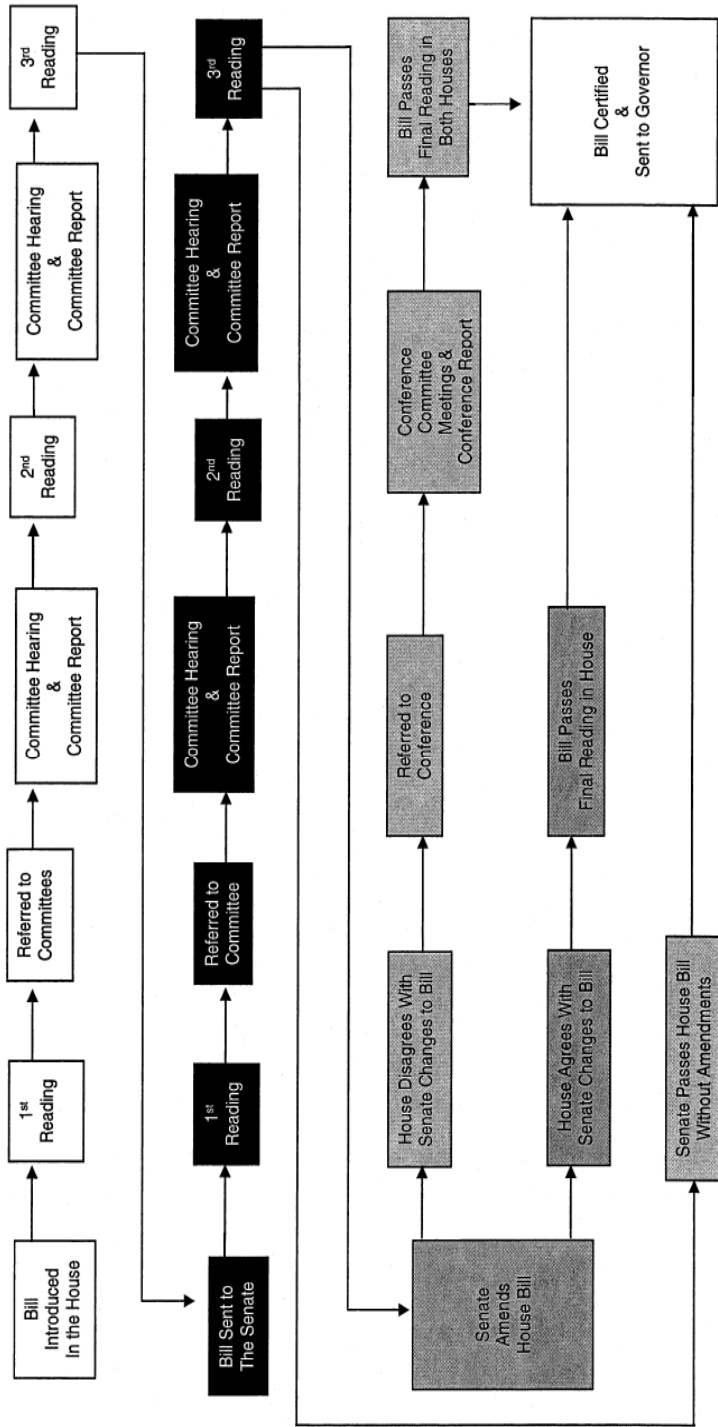 Bill
Introduced
In the House
1st
Reading
Referred to
Committees
Committee Hearing
&
Committee Report
2nd
Reading
Committee Hearing
&
Committee Report
3rd
Reading
Bill Sent to
The Senate
1st
Reading
Referred to
Committee
Committee Hearing
&
Committee Report
2nd
Reading
Committee Hearing
&
Committee Report
3rd
Reading
Senate
Amends
House Bill
House Disagrees With
Senate Changes to Bill
Referred to
Conference
Conference
Committee
Meetings &
Conference Report
Bill Passes
Final Reading in
Both Houses
House Agrees With
Senate Changes to Bill
Bill Passes
Final Reading in House
Bill Certified
&
Sent to Governor
Senate Passes House Bill
Without Amendments